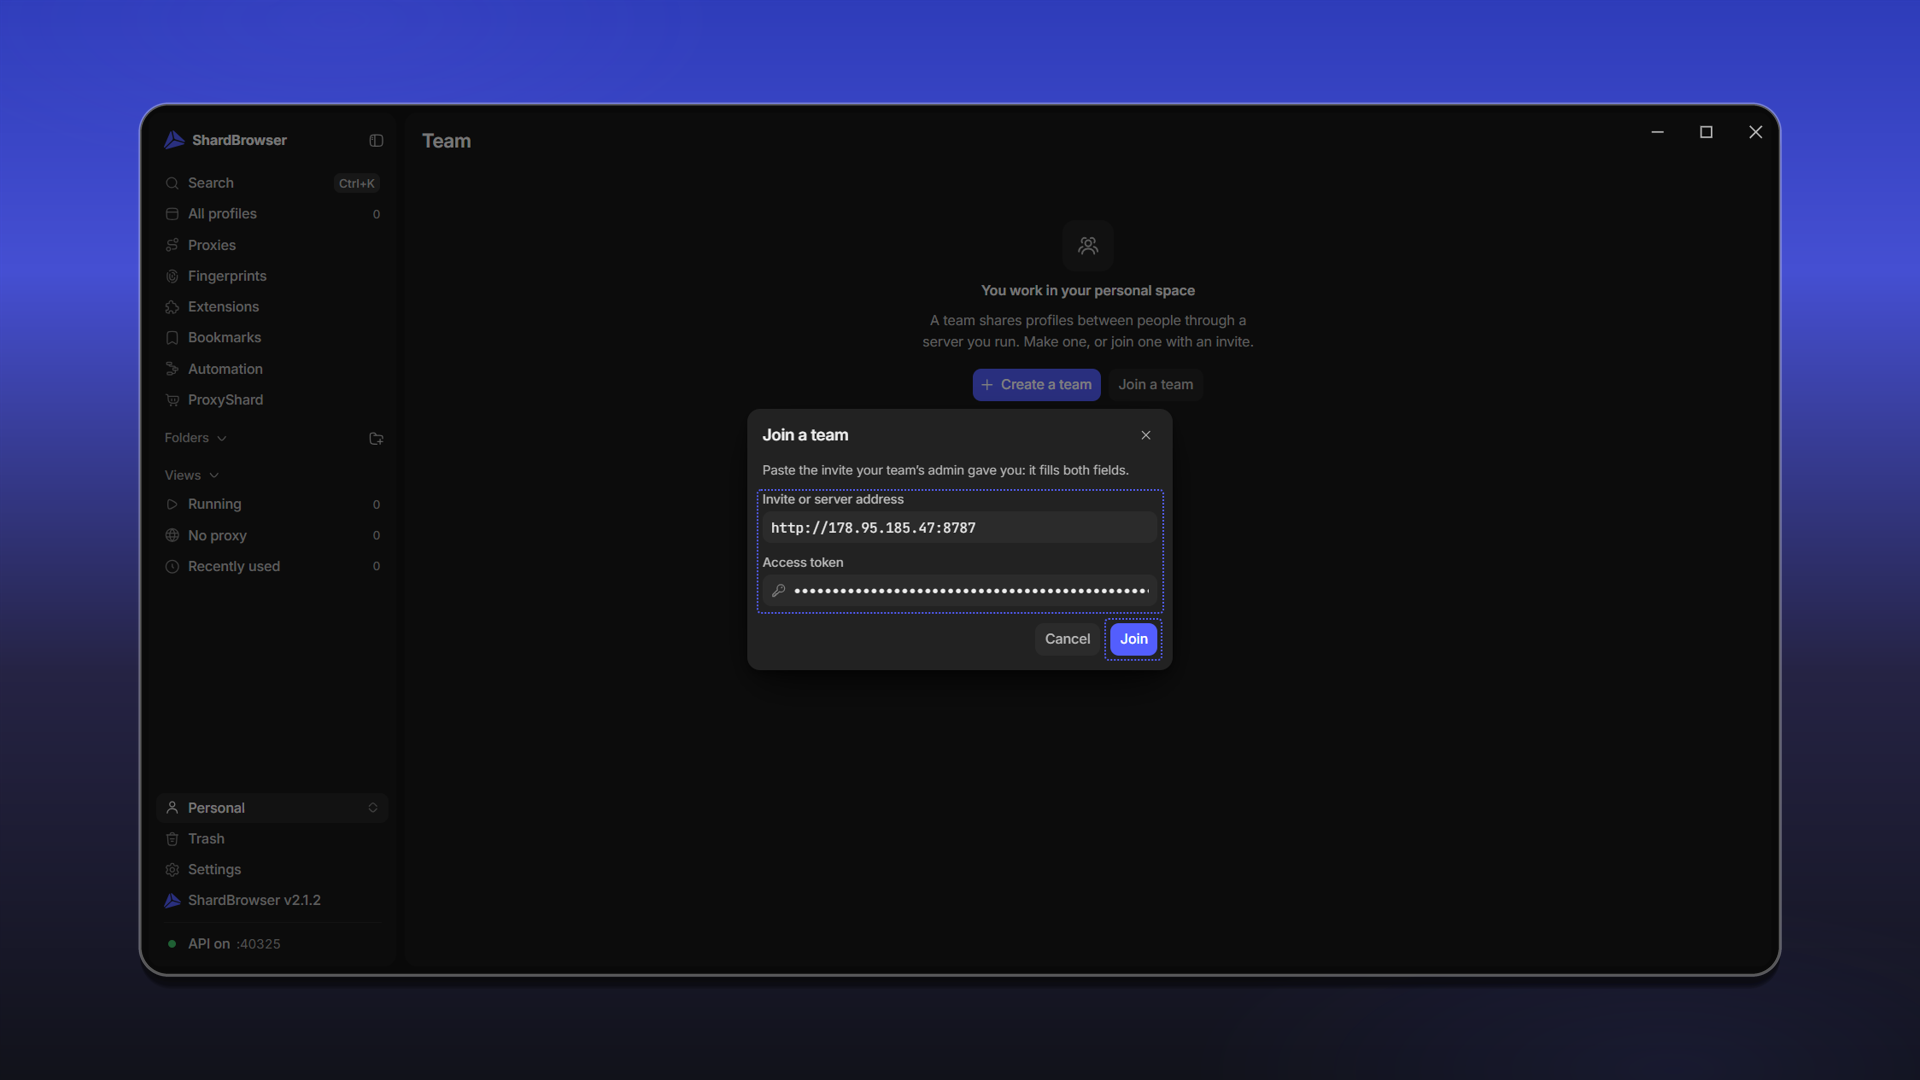 ShardBrowser
Search
Ctrl+K
All profiles
0
Proxies
Fingerprints
Extensions
Bookmarks
Automation
ProxyShard
Folders
Views
Running
0
No proxy
0
Recently used
0
Personal
Trash
Settings
ShardBrowser v2.1.2
API on :40325
Team
You work in your personal space
A team shares profiles between people through a
server you run. Make one, or join one with an invite.
Create a team
Join a team
Join a team
Paste the invite your team’s admin gave you: it fills both fields.
Invite or server address
http://178.95.185.47:8787
Access token
Cancel
Join